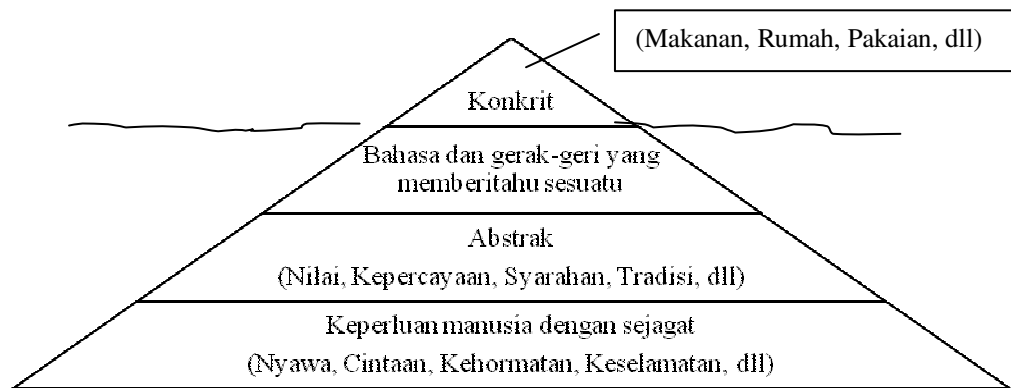 (Makanan, Rumah, Pakaian, dll)
Konkrit
Bahasa dan gerak-geri yang
memberitahu sesuatu
Abstrak
(Nilai, Kepercayaan, Syarahan, Tradisi, dll)
Keperluan manusia dengan sejagat
(Nyawa, Cintaan, Kehormatan, Keselamatan, dll)